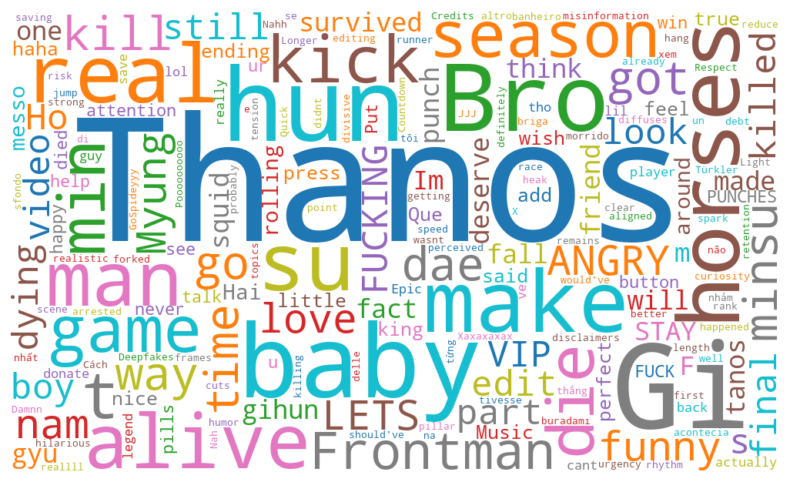 Thanos
baby
Gi
Bro
real
hun
su
horses
make
man
alive
season
kick
kill
min
game
die
still
got
go
t
Frontman
LETS
dae
way
time
nam
Myung
Ho
video
love
edit
funny
ANGRY
FUCKING
minsu
final
look
think
survived
dying
boy
VIP
part
will
friend
killed
made
one
messo
punch
press
Im
fall
deserve
wish
add
fact
squid
rolling
gihun
gyu
STAY
tanos
s
m
F
win
true
feel
around
PUNCHES
button
said
king
little
Que
Hai
Put
ur
ending
haha
attention
help
see
talk
never
nice
pills
Music
perfect
FUCK
died
guy
happy
donate
legend
Epic
cant
back
first
actually
player
tho
lil
lol
really
save
saving
se
Nahh
editing
runner
Credits
altrobanheiro
misinformation
reduce
Longer
hang
xem
already
Respect
risk
jump
strong
e
tension
Quick
didnt
divisive
Countdown
tôi
JJJ
briga
morrido
definitely
diffuses
un
debt
Türkler
Light
di
GoSpideyyy
Pooooooooooo
probably
point
getting
speed
wasnt
perceived
race
heak
x
aligned
clear
remains
spark
retention
não
curiosity
nhám
rank
happened
would've
ve
better
disclaimers
length
well
sfondo
realistic
forked
topics
scene
arrested
Deepfakes
frames
Cách
nhất
cuts
u
killing
delle
từng
Xaxaxaxax
tháng
Damnn
humor
Nah
hilarious
reallll
should've
na
pillar
tivesse
buradami
urgency
rhythm
acontecia